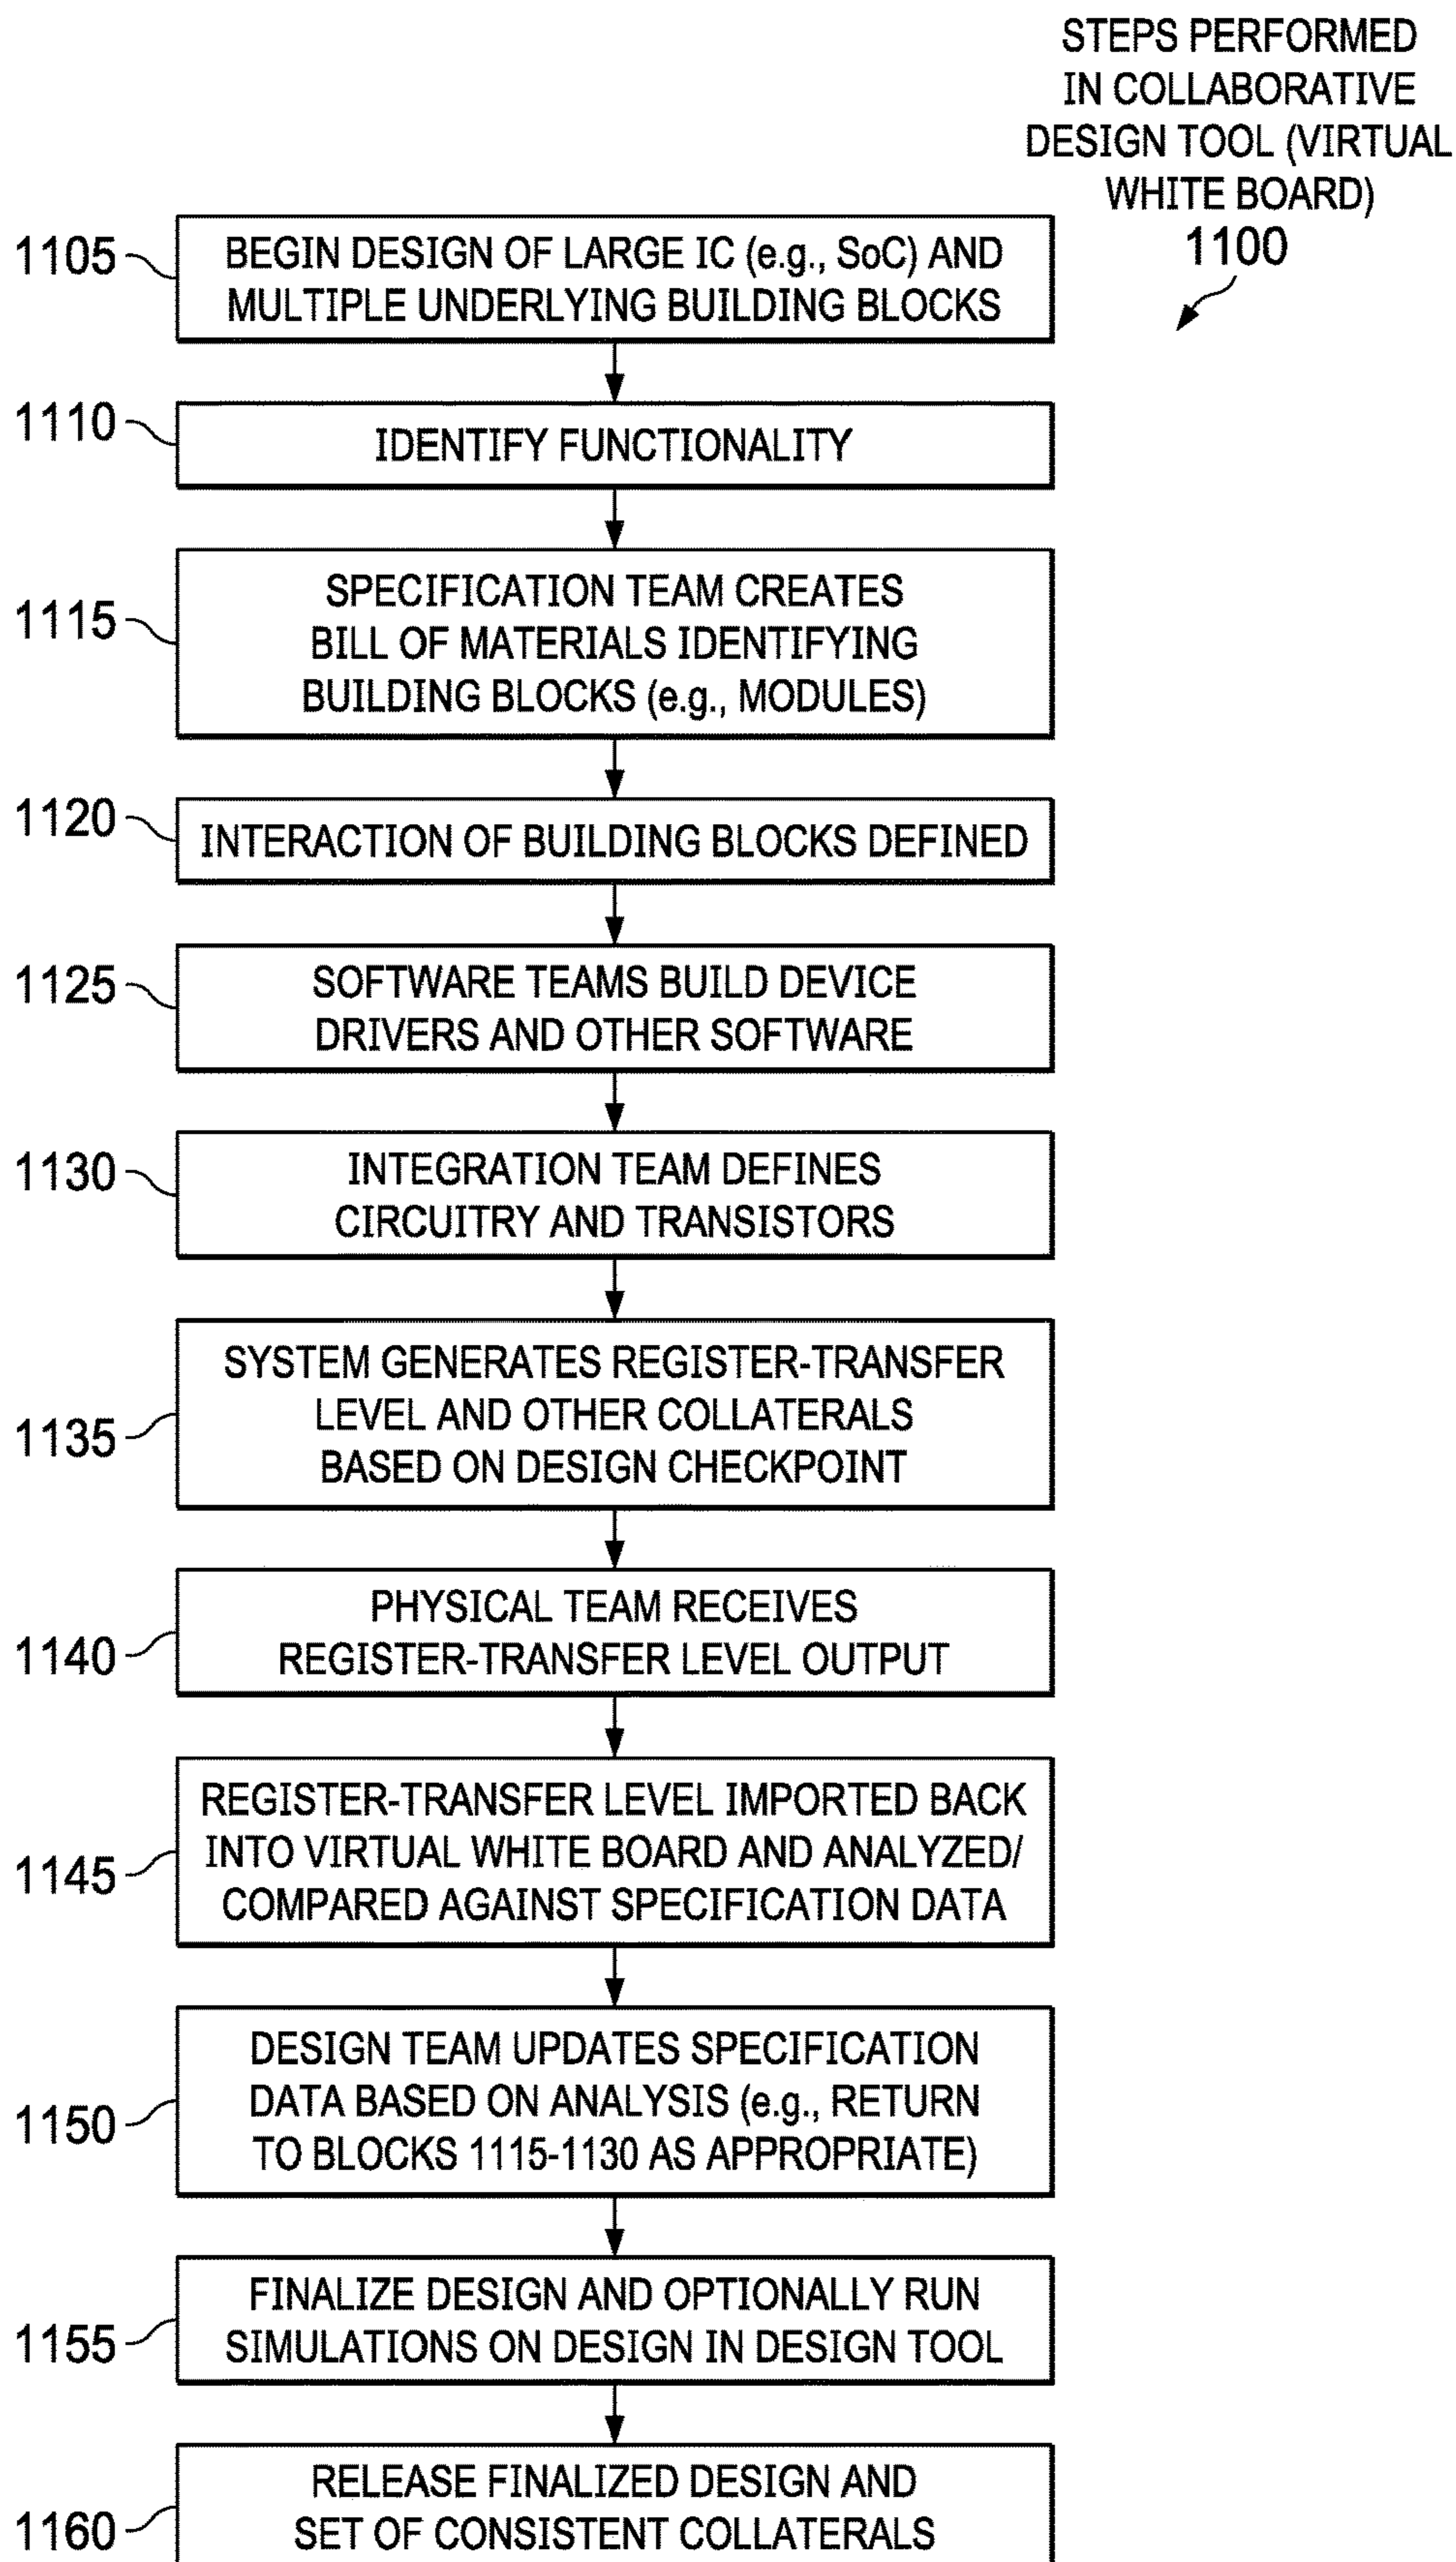 STEPS PERFORMED
IN COLLABORATIVE
DESIGN TOOL (VIRTUAL
WHITE BOARD)
1100
1105
BEGIN DESIGN OF LARGE IC (e.g., SoC) AND
MULTIPLE UNDERLYING BUILDING BLOCKS
1110
IDENTIFY FUNCTIONALITY
1115
SPECIFICATION TEAM CREATES
BILL OF MATERIALS IDENTIFYING
BUILDING BLOCKS (e.g., MODULES)
1120
INTERACTION OF BUILDING BLOCKS DEFINED
1125
SOFTWARE TEAMS BUILD DEVICE
DRIVERS AND OTHER SOFTWARE
1130
INTEGRATION TEAM DEFINES
CIRCUITRY AND TRANSISTORS
1135
SYSTEM GENERATES REGISTER-TRANSFER
LEVEL AND OTHER COLLATERALS
BASED ON DESIGN CHECKPOINT
1140
PHYSICAL TEAM RECEIVES
REGISTER-TRANSFER LEVEL OUTPUT
1145
REGISTER-TRANSFER LEVEL IMPORTED BACK
INTO VIRTUAL WHITE BOARD AND ANALYZED/
COMPARED AGAINST SPECIFICATION DATA
1150
DESIGN TEAM UPDATES SPECIFICATION
DATA BASED ON ANALYSIS (e.g., RETURN
TO BLOCKS 1115-1130 AS APPROPRIATE)
1155
FINALIZE DESIGN AND OPTIONALLY RUN
SIMULATIONS ON DESIGN IN DESIGN TOOL
1160
RELEASE FINALIZED DESIGN AND
SET OF CONSISTENT COLLATERALS